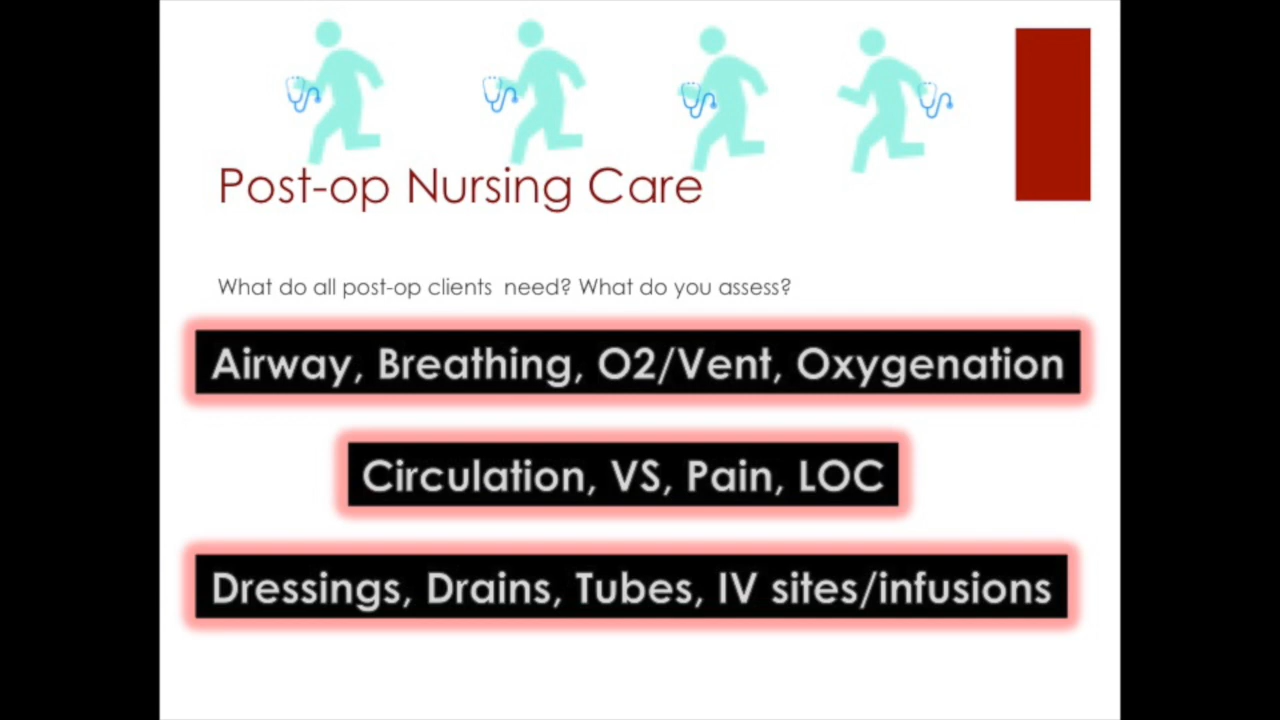 Post-op Nursing Care
What do all post-op clients  need? What do you assess?
Airway, Breathing, O2/Vent, Oxygenation
Circulation, VS, Pain, LOC
Dressings, Drains, Tubes, IV sites/infusions